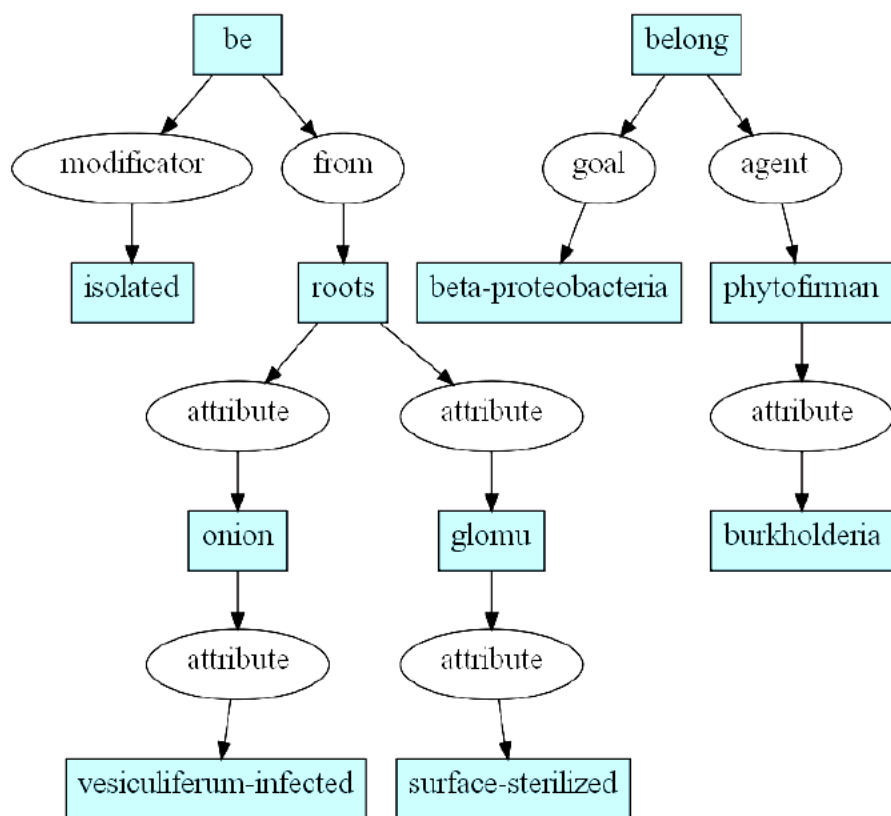 be
belong
modificator
from
goal
agent
isolated
roots
beta-proteobacteria
phytofirman
attribute
attribute
attribute
onion
glomu
burkholderia
attribute
attribute
vesiculiferum-infected
surface-sterilized